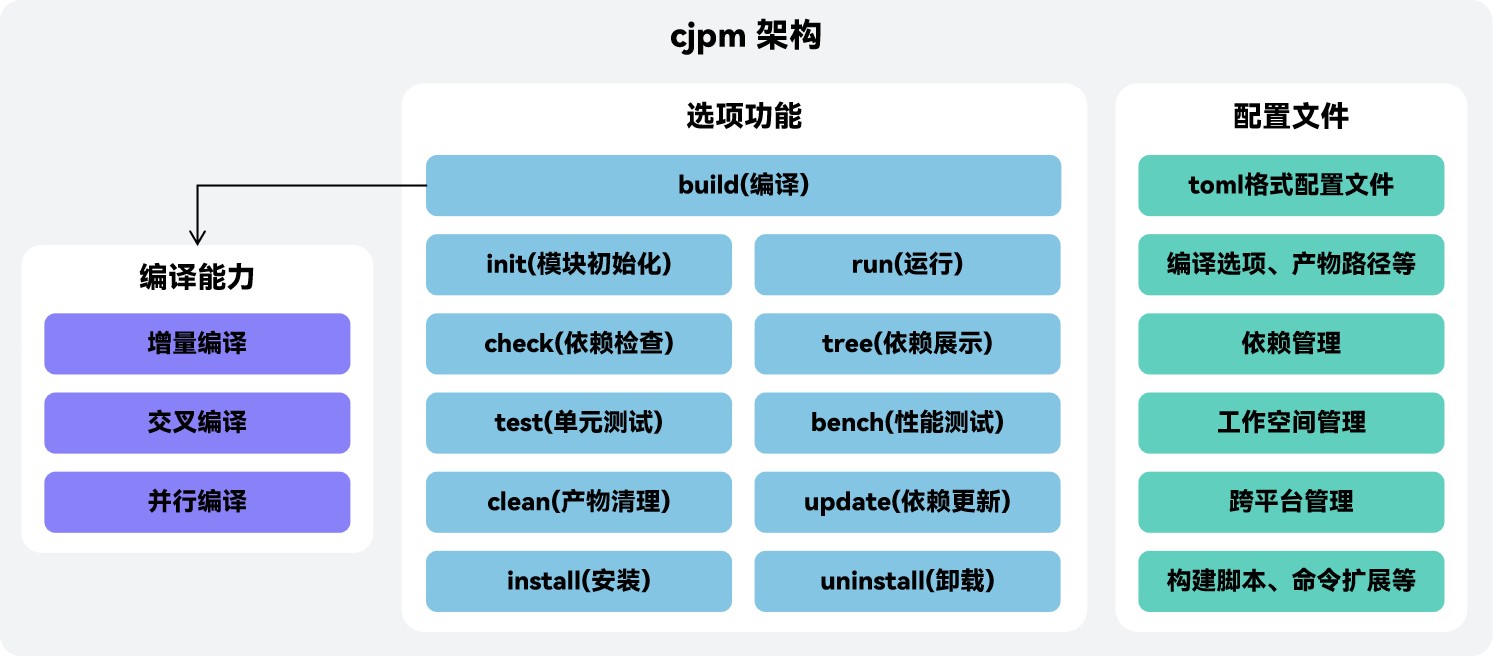 cjpm 架构
选项功能
build(编译)
init(模块初始化)
run(运行)
check(依赖检查)
tree(依赖展示)
test(单元测试)
bench(性能测试)
clean(产物清理)
update(依赖更新)
install(安装)
uninstall(卸载)
编译能力
增量编译
交叉编译
并行编译
配置文件
toml格式配置文件
编译选项、产物路径等
依赖管理
工作空间管理
跨平台管理
构建脚本、命令扩展等